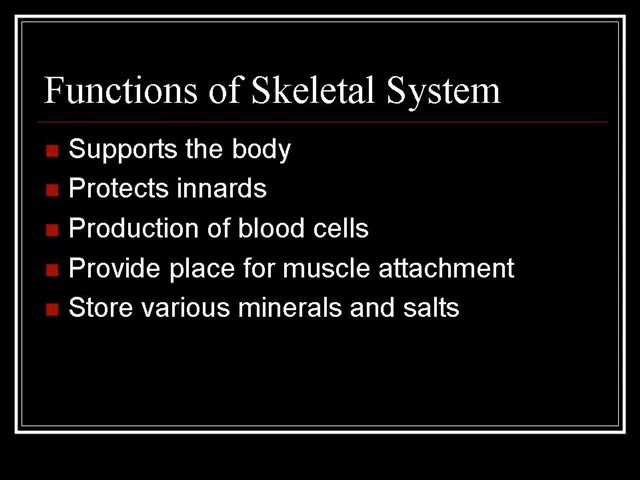 Functions of Skeletal System
Supports the body
Protects innards
Production of blood cells
Provide place for muscle attachment
Store various minerals and salts